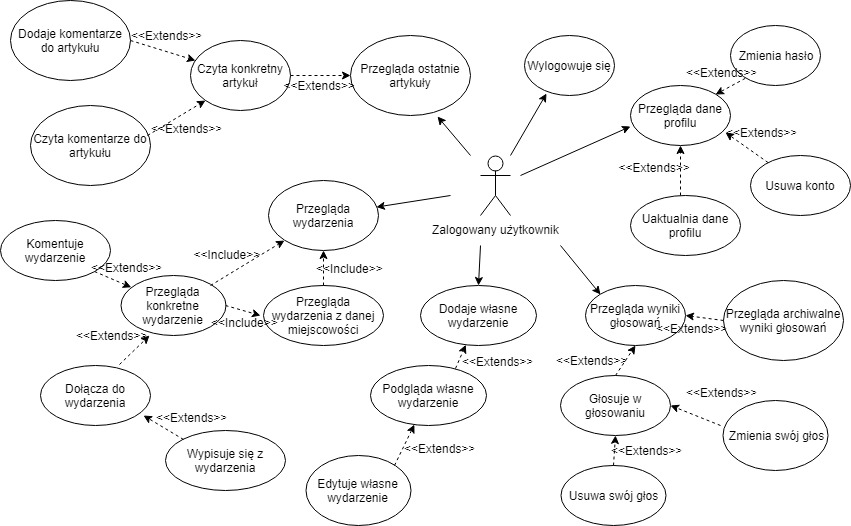 Dodaje komentarze
do artykułu
<<Extends>>
Czyta konkretny
artykuł
<<Extends>>
Przegląda ostatnie
artykuły
Czyta komentarze do
artykułu
<<Extends>>
Wylogowuje się
Zmienia hasło
<<Extends>>
Przegląda dane
profilu
<<Extends>>
Usuwa konto
<<Extends>>
Uaktualnia dane
profilu
Zalogowany użytkownik
Przegląda
wydarzenia
Komentuje
wydarzenie
<<Extends>>
<<Include>>
<<Include>>
Przegląda
konkretne
wydarzenie
<<Include>>
Przegląda
wydarzenia z danej
miejscowości
<<Extends>>
Dołącza do
wydarzenia
<<Extends>>
Wypisuje się z
wydarzenia
Dodaje własne
wydarzenie
<<Extends>>
Podgląda własne
wydarzenie
<<Extends>>
Edytuje własne
wydarzenie
Przegląda wyniki
głosowań
<<Extends>>
Przegląda archiwalne
wyniki głosowań
<<Extends>>
Głosuje w
głosowaniu
<<Extends>>
Zmienia swój głos
<<Extends>>
Usuwa swój głos